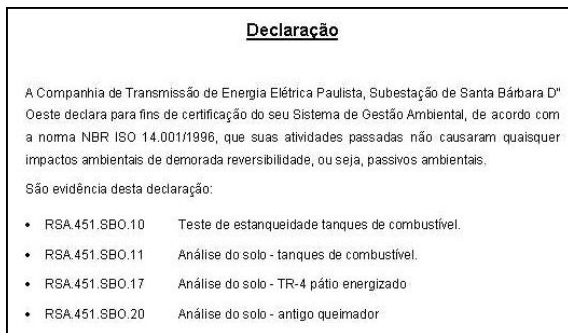 Declaração
A Companhia de Transmissão de Energia Elétrica Paulista, Subestação de Santa Bárbara D"
Oeste declara para fins de certificação do seu Sistema de Gestão Ambiental, de acordo com
a norma NBR ISO 14.001/1996, que suas atividades passadas não causaram quaisquer
impactos ambientais de demorada reversibilidade, ou seja, passivos ambientais.
São evidência desta declaração:
• RSA.451.SBO.10 Teste de estanqueidade tanques de combustível.
• RSA.451.SBO.11 Análise do solo - tanques de combustível.
• RSA.451.SBO.17 Análise do solo - TR-4 pátio energizado
• RSA.451.SBO.20 Análise do solo - antigo queimador